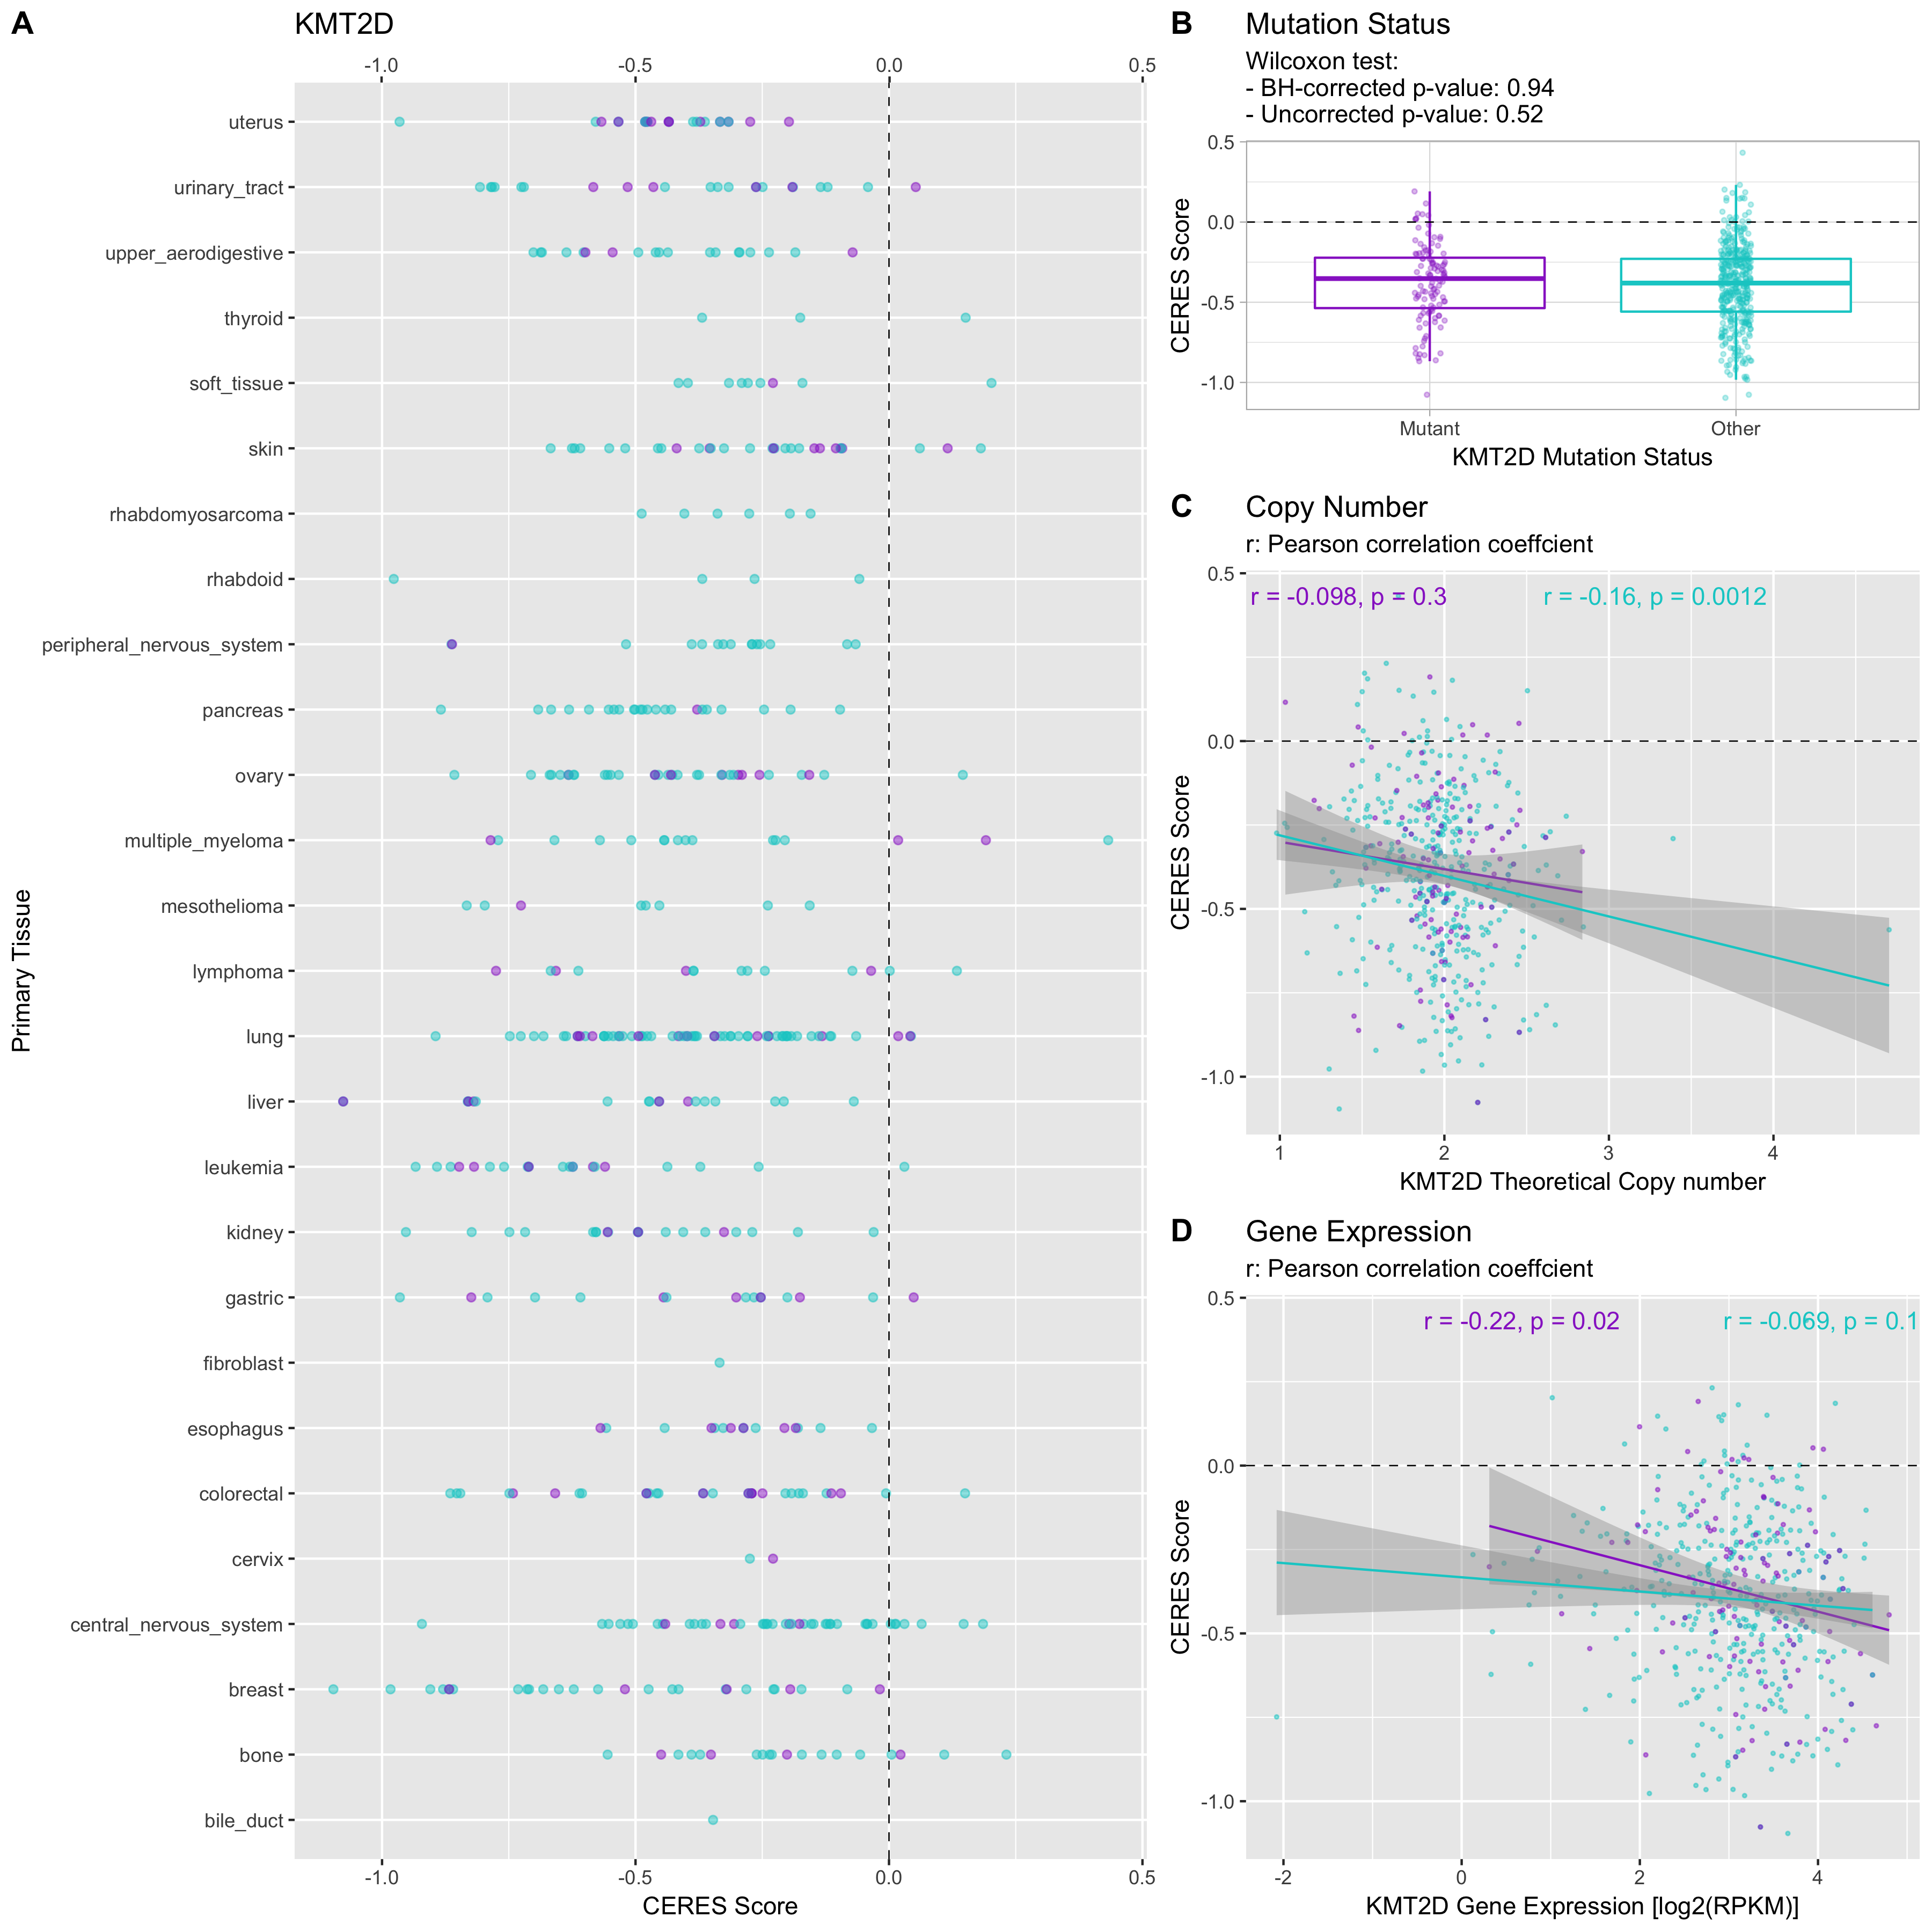 A
KMT2D
-1.0 -0.5 0.0 0.5
Primary Tissue
uterus
urinary_tract
upper_aerodigestive
thyroid
soft_tissue
skin
rhabdomyosarcoma
rhabdoid
peripheral_nervous_system
pancreas
ovary
multiple_myeloma
mesothelioma
lymphoma
lung
liver
leukemia
kidney
gastric
fibroblast
esophagus
colorectal
cervix
central_nervous_system
breast
bone
bile_duct
-1.0 -0.5 0.0 0.5
CERES Score
B
Mutation Status
Wilcoxon test:
- BH-corrected p-value: 0.94
- Uncorrected p-value: 0.52
CERES Score
0.5
0.0
-0.5
-1.0
Mutant Other
KMT2D Mutation Status
C
Copy Number
r: Pearson correlation coeffcient
r = -0.098, p = 0.3 r = -0.16, p = 0.0012
CERES Score
0.5
0.0
-0.5
-1.0
1 2 3 4
KMT2D Theoretical Copy number
D
Gene Expression
r: Pearson correlation coeffcient
r = -0.22, p = 0.02 r = -0.069, p = 0.1
CERES Score
0.5
0.0
-0.5
-1.0
-2 0 2 4
KMT2D Gene Expression [log2(RPKM)]